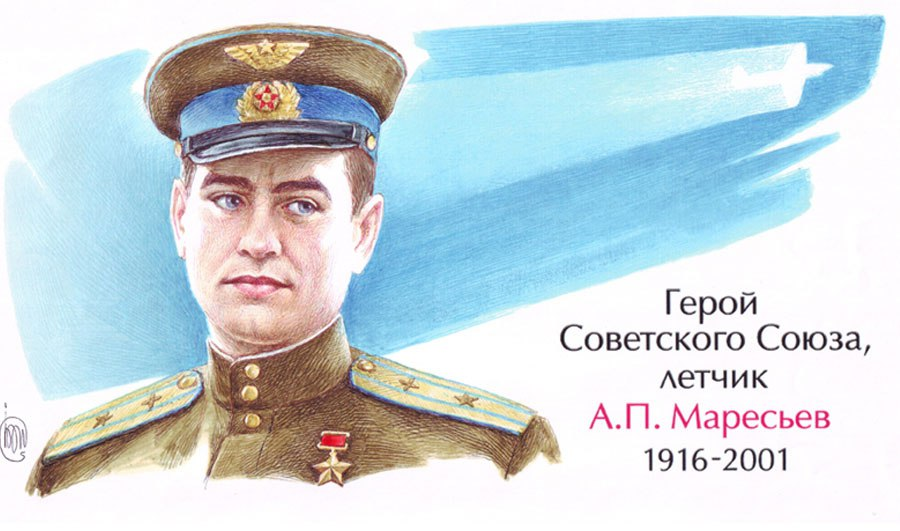 Герой
Советского Союза,
летчик
А.П. Маресьев
1916-2001